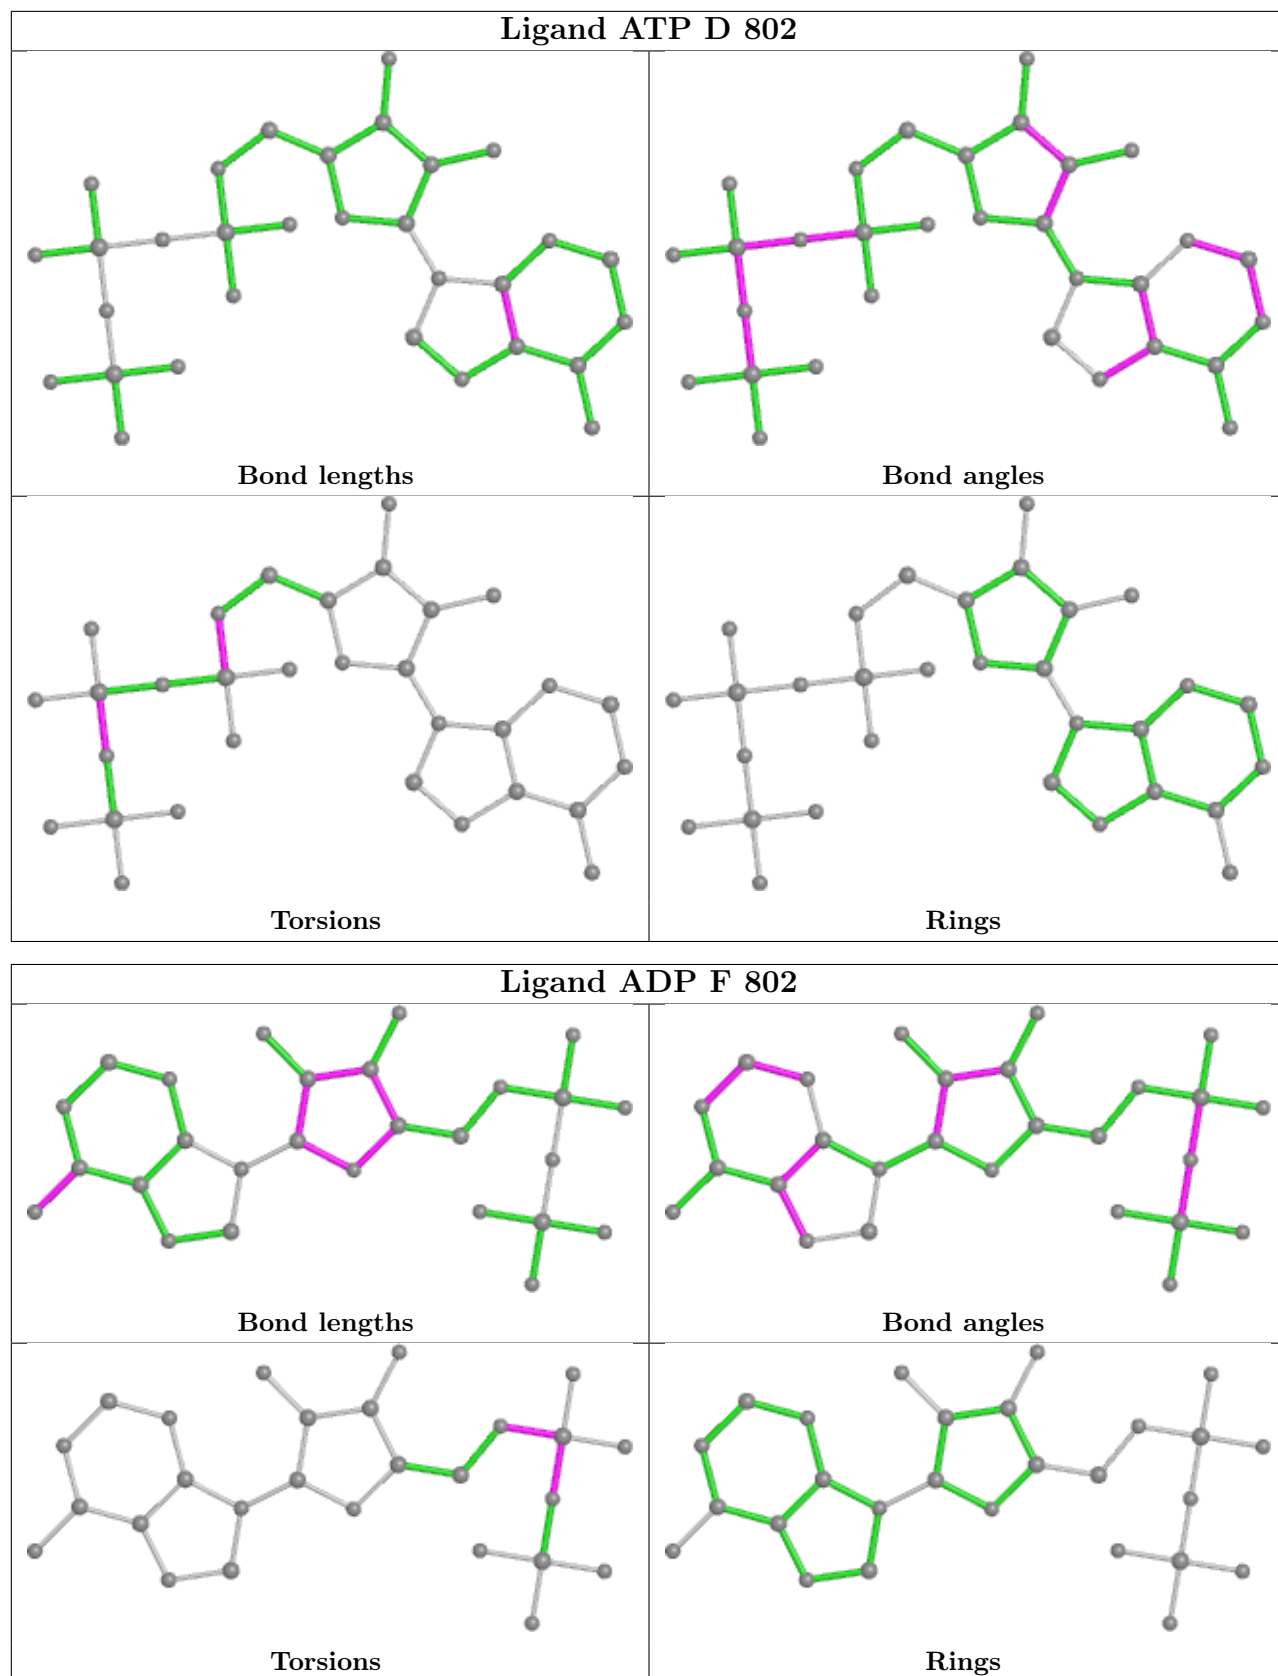 Ligand ATP D 802
Bond lengths
Bond angles
Torsions
Rings
Ligand ADP F 802
Bond lengths
Bond angles
Torsions
Rings